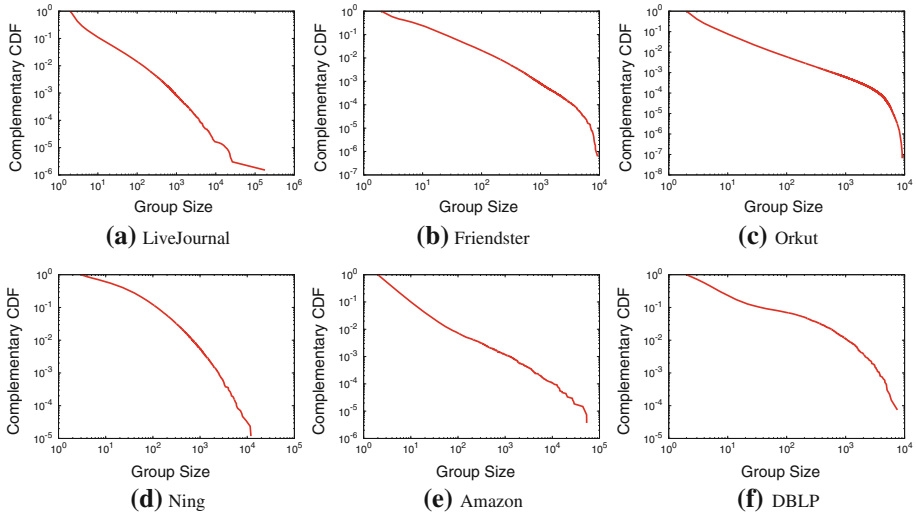 Complementary CDF
10^0
10^-1
10^-2
10^-3
10^-4
10^-5
10^-6
10^0 10^1 10^2 10^3 10^4 10^5 10^6
Group Size
(a) LiveJournal
Complementary CDF
10^0
10^-1
10^-2
10^-3
10^-4
10^-5
10^-6
10^-7
10^0 10^1 10^2 10^3 10^4
Group Size
(b) Friendster
Complementary CDF
10^0
10^-1
10^-2
10^-3
10^-4
10^-5
10^-6
10^-7
10^-8
10^0 10^1 10^2 10^3 10^4
Group Size
(c) Orkut
Complementary CDF
10^0
10^-1
10^-2
10^-3
10^-4
10^-5
10^0 10^1 10^2 10^3 10^4 10^5
Group Size
(d) Ning
Complementary CDF
10^0
10^-1
10^-2
10^-3
10^-4
10^-5
10^-6
10^0 10^1 10^2 10^3 10^4 10^5
Group Size
(e) Amazon
Complementary CDF
10^0
10^-1
10^-2
10^-3
10^-4
10^-5
10^0 10^1 10^2 10^3 10^4
Group Size
(f) DBLP